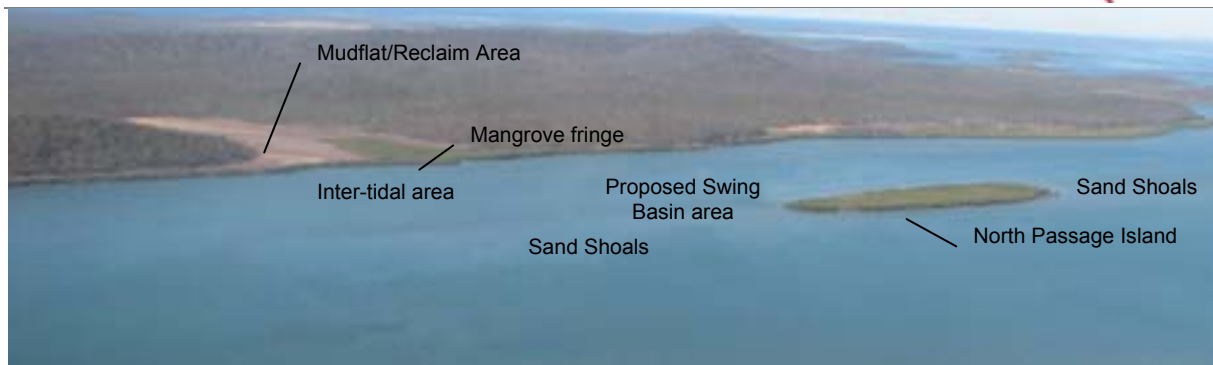 Mudflat/Reclaim Area
Mangrove fringe
Inter-tidal area
Proposed Swing
Basin area
Sand Shoals
North Passage Island
Sand Shoals